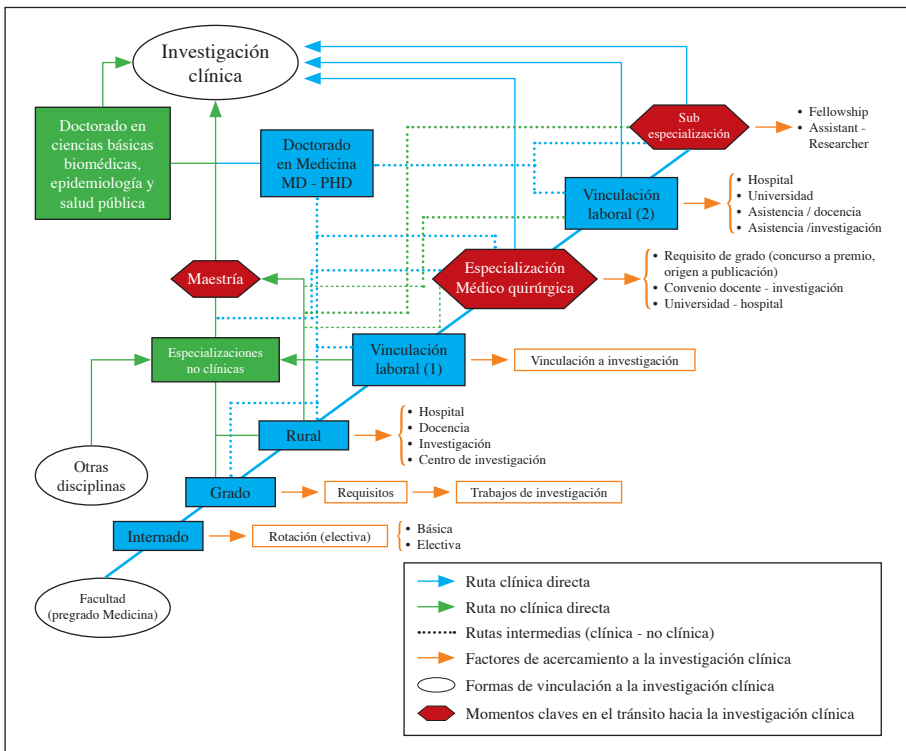 Investigación
clínica
Doctorado en
ciencias básicas
biomédicas,
epidemiología y
salud pública
Doctorado
en Medicina
MD - PHD
Sub
especialización
• Fellowship
• Assistant -
Researcher
Vinculación
laboral (2)
• Hospital
• Universidad
• Asistencia / docencia
• Asistencia /investigación
Maestría
Especialización
Médico quirúrgica
• Requisito de grado (concurso a premio,
origen a publicación)
• Convenio docente - investigación
• Universidad - hospital
Especializaciones
no clínicas
Vinculación
laboral (1)
Vinculación a investigación
Rural
• Hospital
• Docencia
• Investigación
• Centro de investigación
Otras
disciplinas
Grado
Requisitos
Trabajos de investigación
Internado
Rotación (electiva)
• Básica
• Electiva
Facultad
(pregrado Medicina)
Ruta clínica directa
Ruta no clínica directa
Rutas intermedias (clínica - no clínica)
Factores de acercamiento a la investigación clínica
Formas de vinculación a la investigación clínica
Momentos claves en el tránsito hacia la investigación clínica